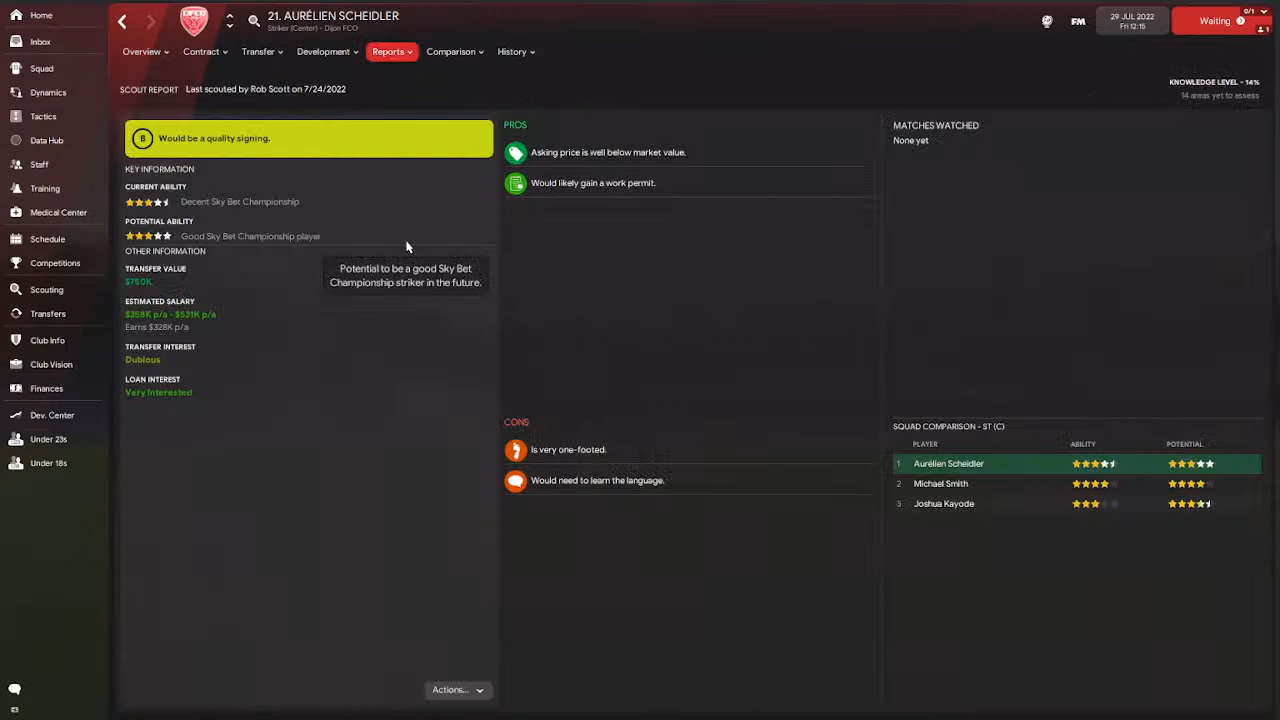 Home
Inbox
Squad
Dynamics
Tactics
Data Hub
Staff
Training
Medical Center
Schedule
Competitions
Scouting
Transfers
Club Info
Club Vision
Finances
Dev. Center
Under 23s
Under 18s
DFCO
21. AURÉLIEN SCHEIDLER
Striker (Center) - Dijon FCO
FM
29 JUL 2022
Fri 12:15
0/1
Waiting
1
Overview
Contract
Transfer
Development
Reports
Comparison
History
SCOUT REPORT
Last scouted by Rob Scott on 7/24/2022
KNOWLEDGE LEVEL - 14%
14 areas yet to assess
B
Would be a quality signing.
KEY INFORMATION
CURRENT ABILITY
Decent Sky Bet Championship
POTENTIAL ABILITY
Good Sky Bet Championship player
OTHER INFORMATION
TRANSFER VALUE
$750K
ESTIMATED SALARY
$358K p/a - $531K p/a
Earns $328K p/a
TRANSFER INTEREST
Dubious
LOAN INTEREST
Very Interested
Potential to be a good Sky Bet
Championship striker in the future.
Actions...
PROS
Asking price is well below market value.
Would likely gain a work permit.
CONS
Is very one-footed.
Would need to learn the language.
MATCHES WATCHED
None yet
SQUAD COMPARISON - ST (C)
PLAYER
ABILITY
POTENTIAL
1 Aurélien Scheidler
2 Michael Smith
3 Joshua Kayode